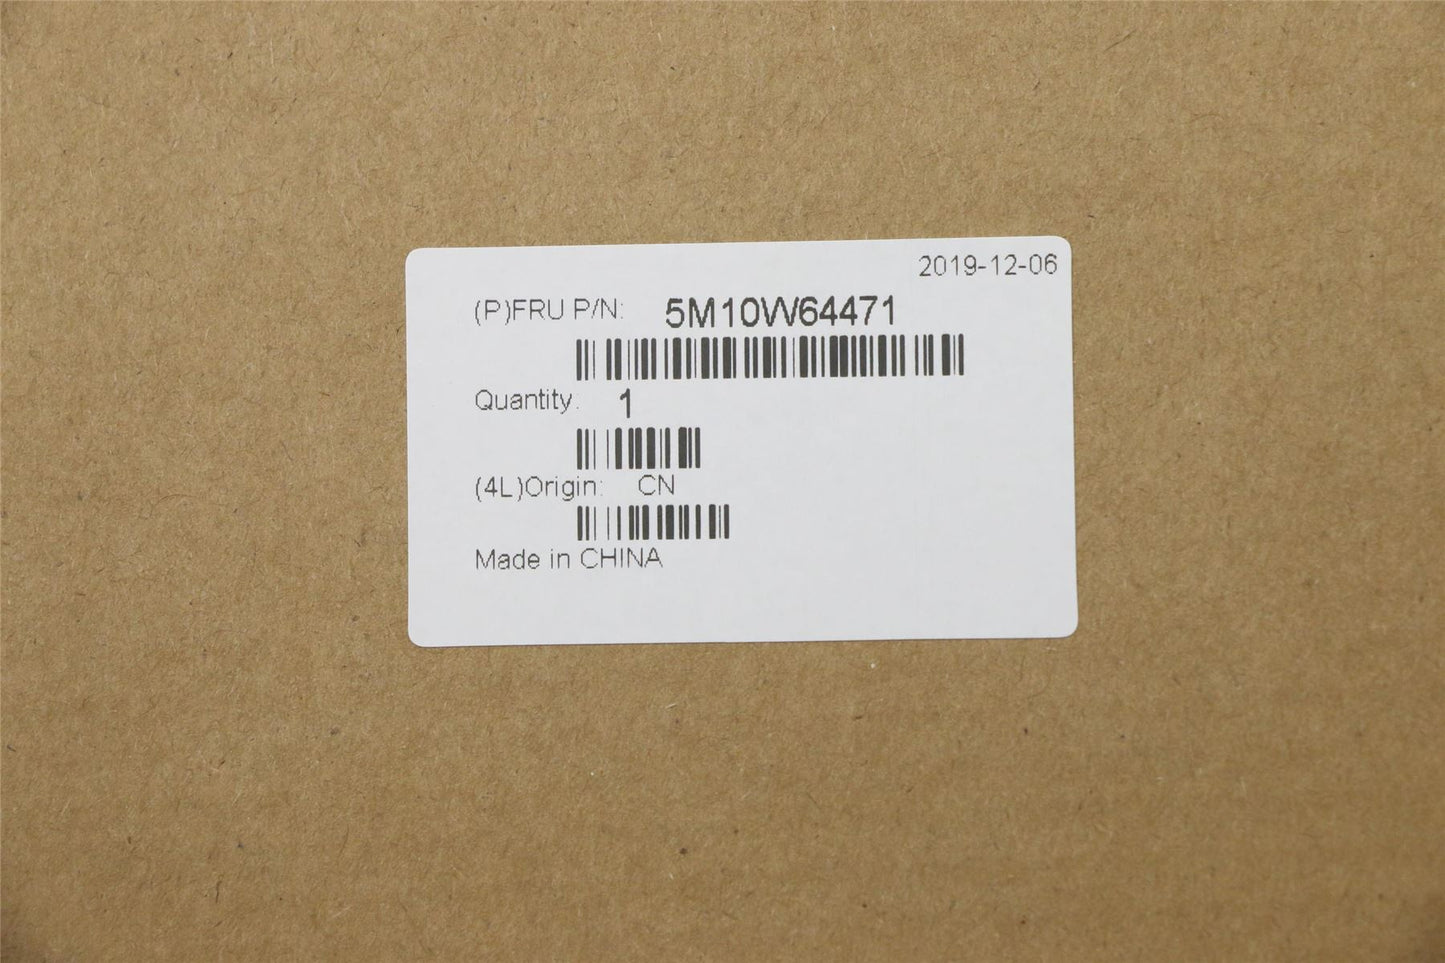 2019-12-06
(P)FRU P/N: 5M10W64471
Quantity: 1
(4L)Origin: CN
Made in CHINA